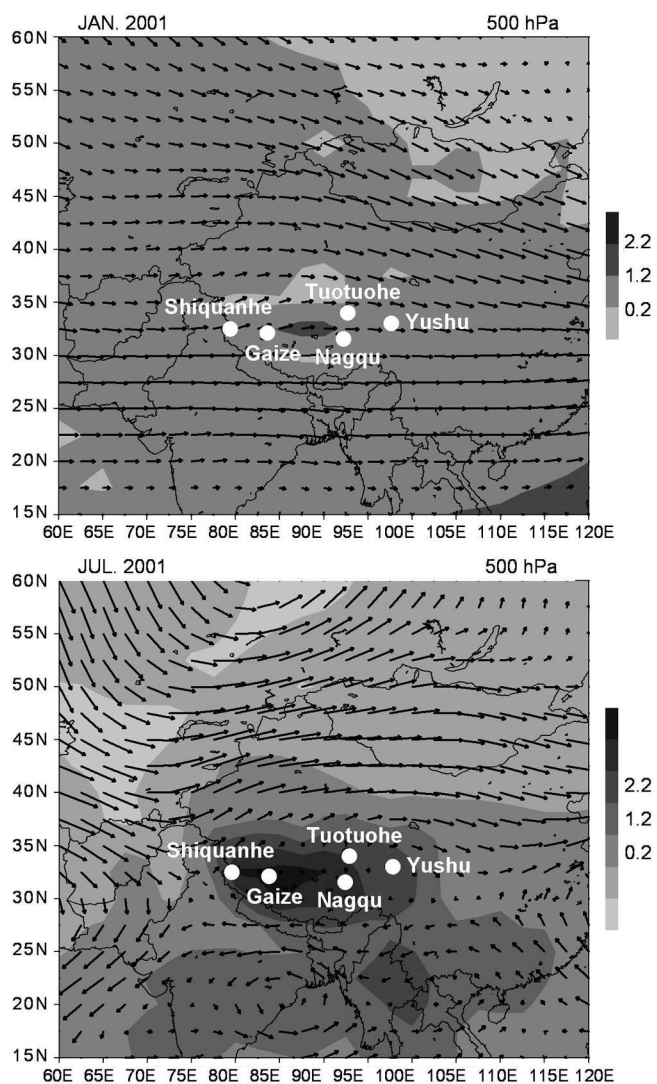 JAN. 2001 500 hPa
60N
55N
50N
45N
40N
35N
30N
25N
20N
15N
Tuotuohe
Shiquanhe
Yushu
Gaize Nagqu
60E 65E 70E 75E 80E 85E 90E 95E 100E 105E 110E 115E 120E
2.2
1.2
0.2
JUL. 2001 500 hPa
60N
55N
50N
45N
40N
35N
30N
25N
20N
15N
Tuotuohe
Shiquanhe
Yushu
Gaize Nagqu
60E 65E 70E 75E 80E 85E 90E 95E 100E 105E 110E 115E 120E
2.2
1.2
0.2